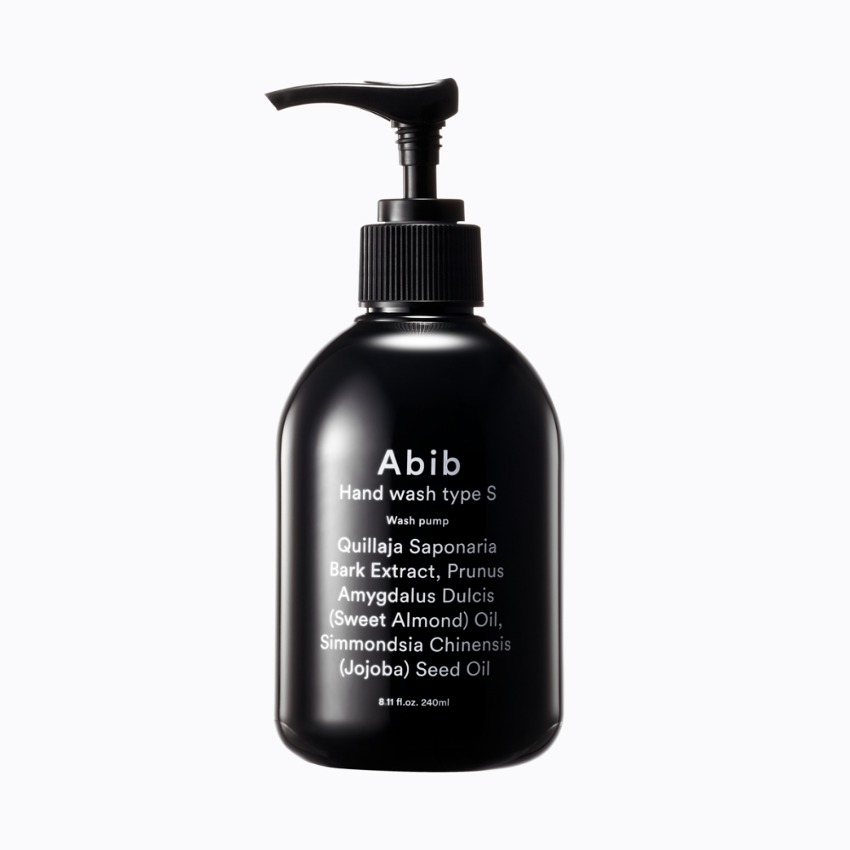 Abib
Hand wash type S
Wash pump
Quillaja Saponaria
Bark Extract, Prunus
Amygdalus Dulcis
(Sweet Almond) Oil,
Simmondsia Chinensis
(Jojoba) Seed Oil
8.11 fl.oz. 240ml